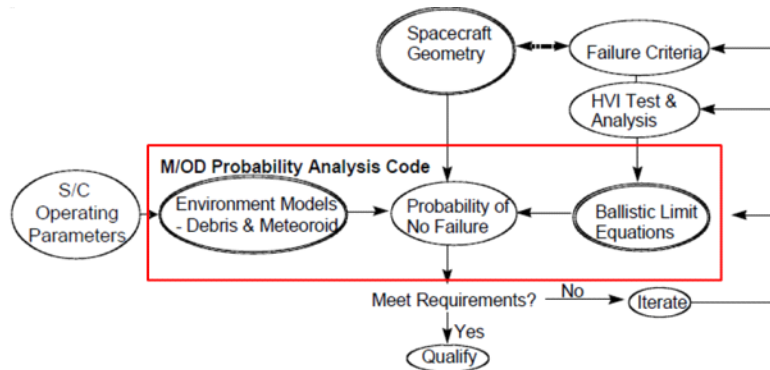 Spacecraft
Geometry
Failure Criteria
HVI Test &
Analysis
M/OD Probability Analysis Code
S/C
Operating
Parameters
Environment Models
- Debris & Meteoroid
Probability of
No Failure
Ballistic Limit
Equations
Meet Requirements?
No
Iterate
Yes
Qualify